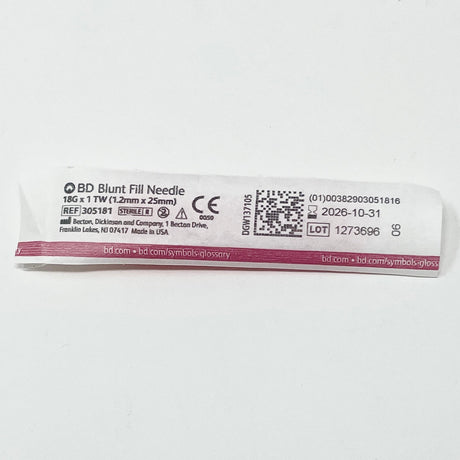 BD Blunt Fill Needle
18G x 1 TW (1.2mm x 25mm)
REF 305181 STERILE R
Becton, Dickinson and Company, 1 Becton Drive,
Franklin Lakes, NJ 07417 Made in USA
CE
0050
DGW137105
(01)00382903051816
2026-10-31
LOT 1273696 06
bd.com • bd.com/symbols-glossary
bd.com • bd.com/symbols-gloss